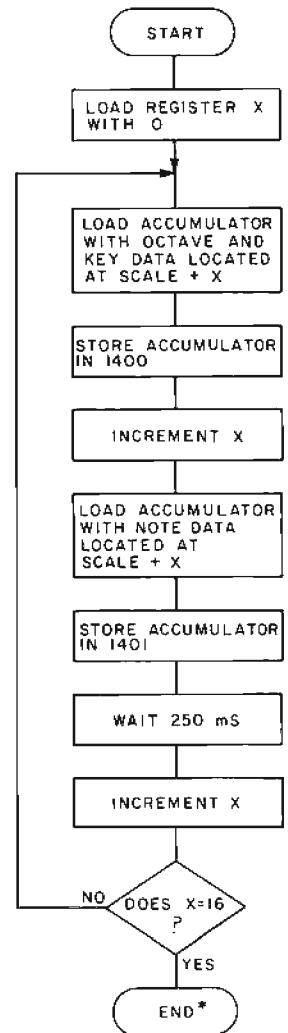 START
LOAD REGISTER X
WITH 0
LOAD ACCUMULATOR
WITH OCTAVE AND
KEY DATA LOCATED
AT SCALE + X
STORE ACCUMULATOR
IN 1400
INCREMENT X
LOAD ACCUMULATOR
WITH NOTE DATA
LOCATED AT
SCALE + X
STORE ACCUMULATOR
IN 1401
WAIT 250 mS
INCREMENT X
NO
DOES X=16
?
YES
END*